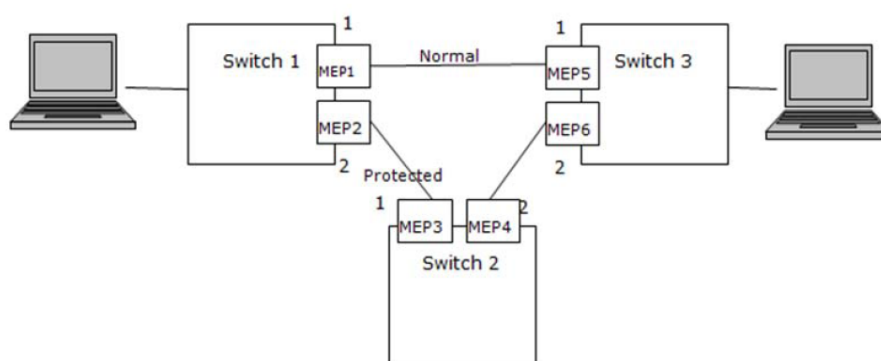 1
Switch 1
MEP1
Normal
1
MEP5
Switch 3
MEP2
2
MEP6
2
Protected
1
MEP3
2
MEP4
Switch 2